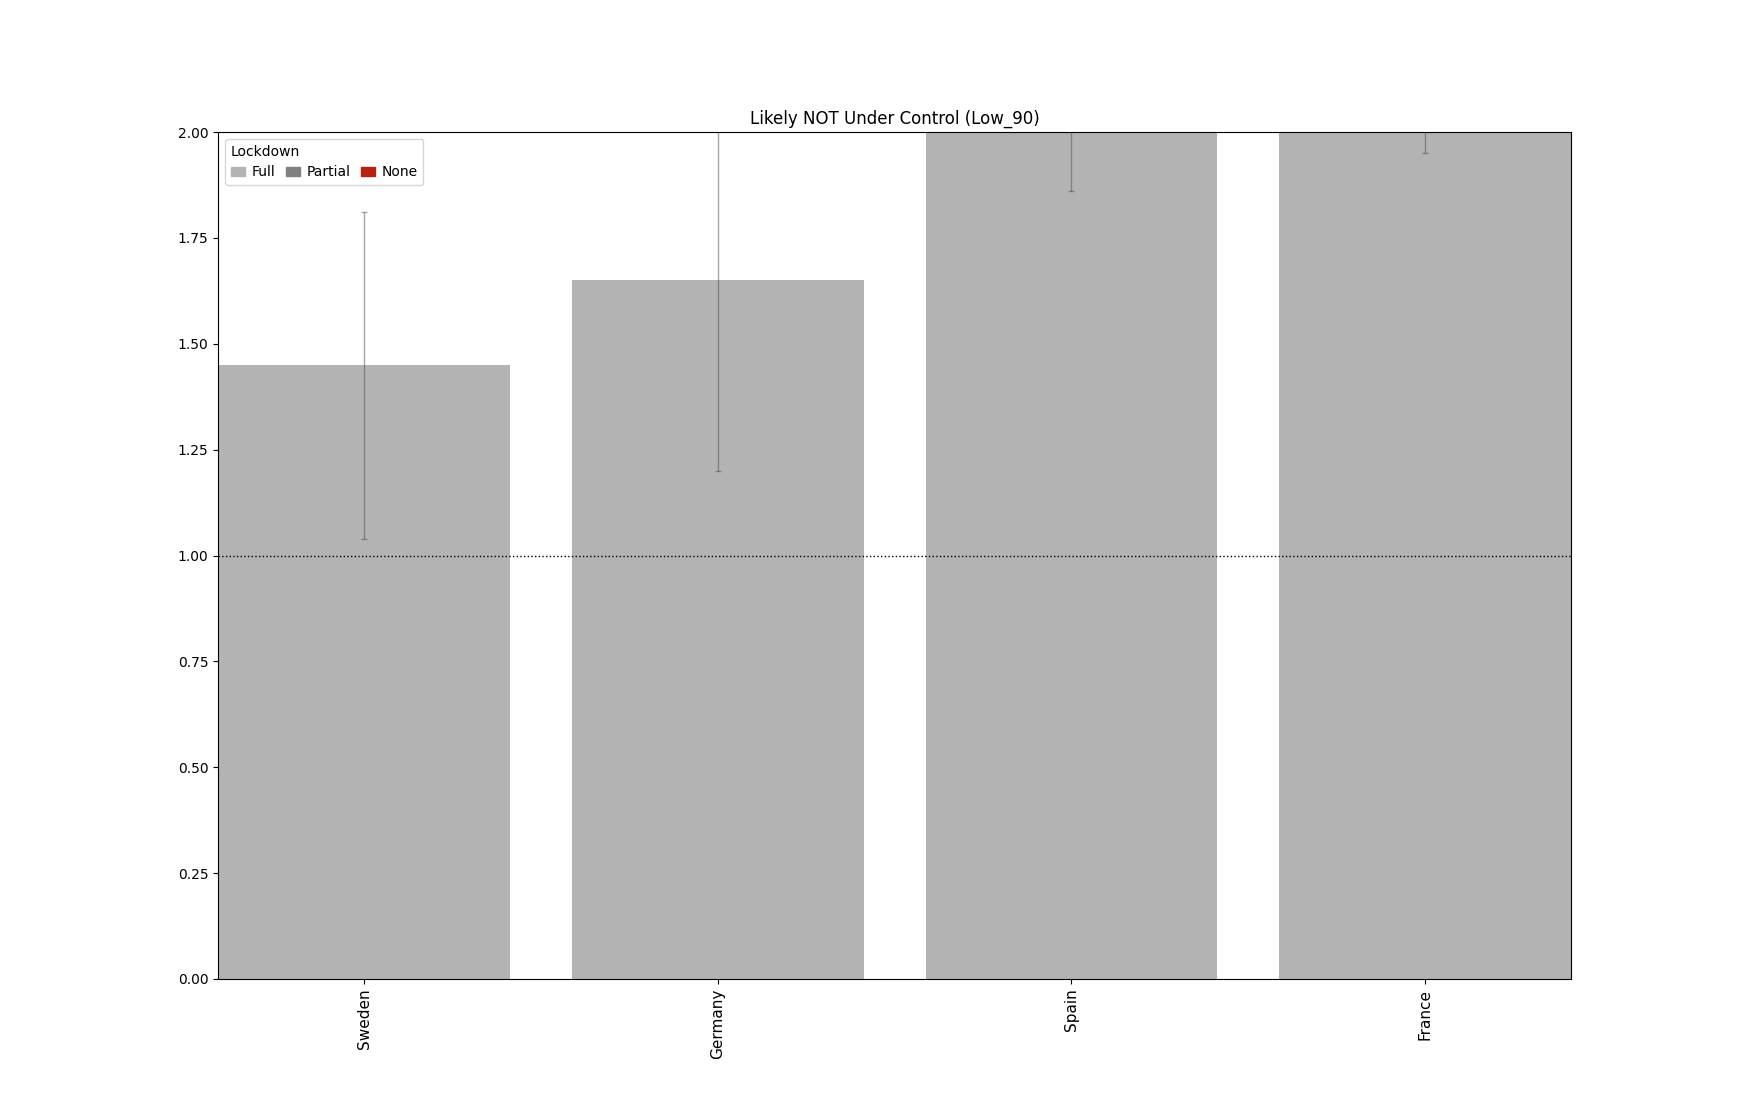 Likely NOT Under Control (Low_90)
2.00
Lockdown
Full Partial None
1.75
1.50
1.25
1.00
0.75
0.50
0.25
0.00
Sweden
Germany
Spain
France